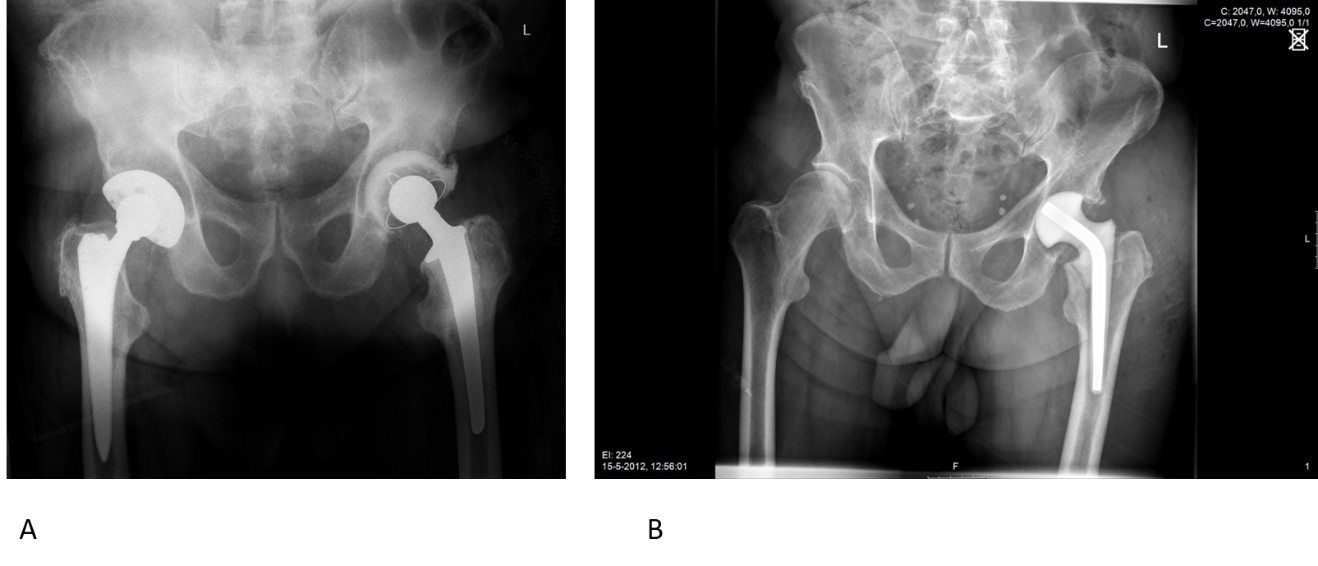 L
C: 2047,0, W: 4095,0
C=2047,0, W=4095,0 1/1
L
L
EI: 224
15-5-2012, 12:56:01
F
1
A
B